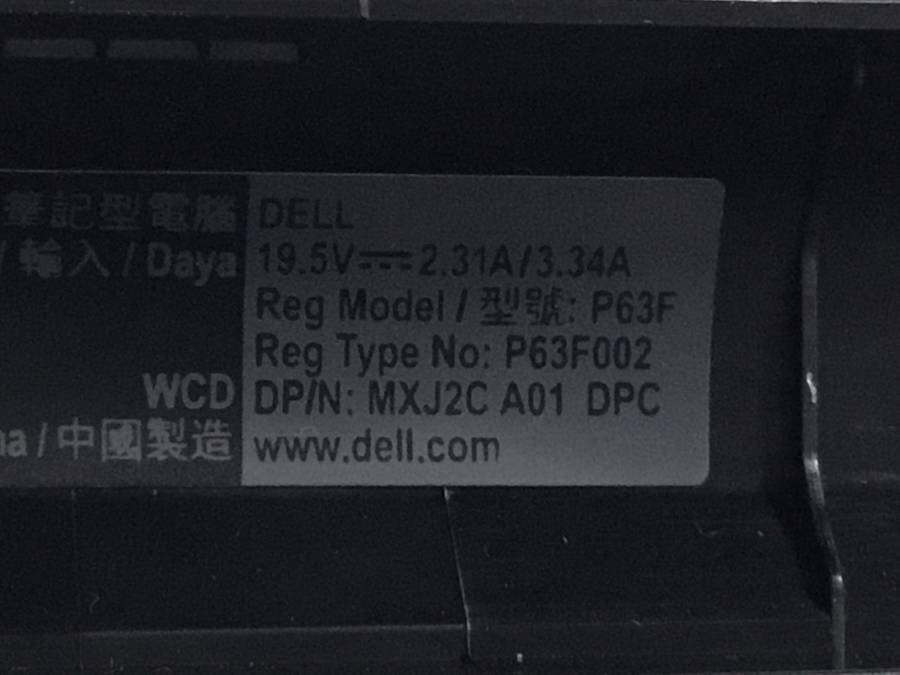 筆記型電腦 DELL
/ 輸入 / Daya 19.5V⎓2.31A/3.34A
Reg Model / 型號: P63F
Reg Type No: P63F002
WCD DP/N: MXJ2C A01 DPC
na / 中國製造 www.dell.com